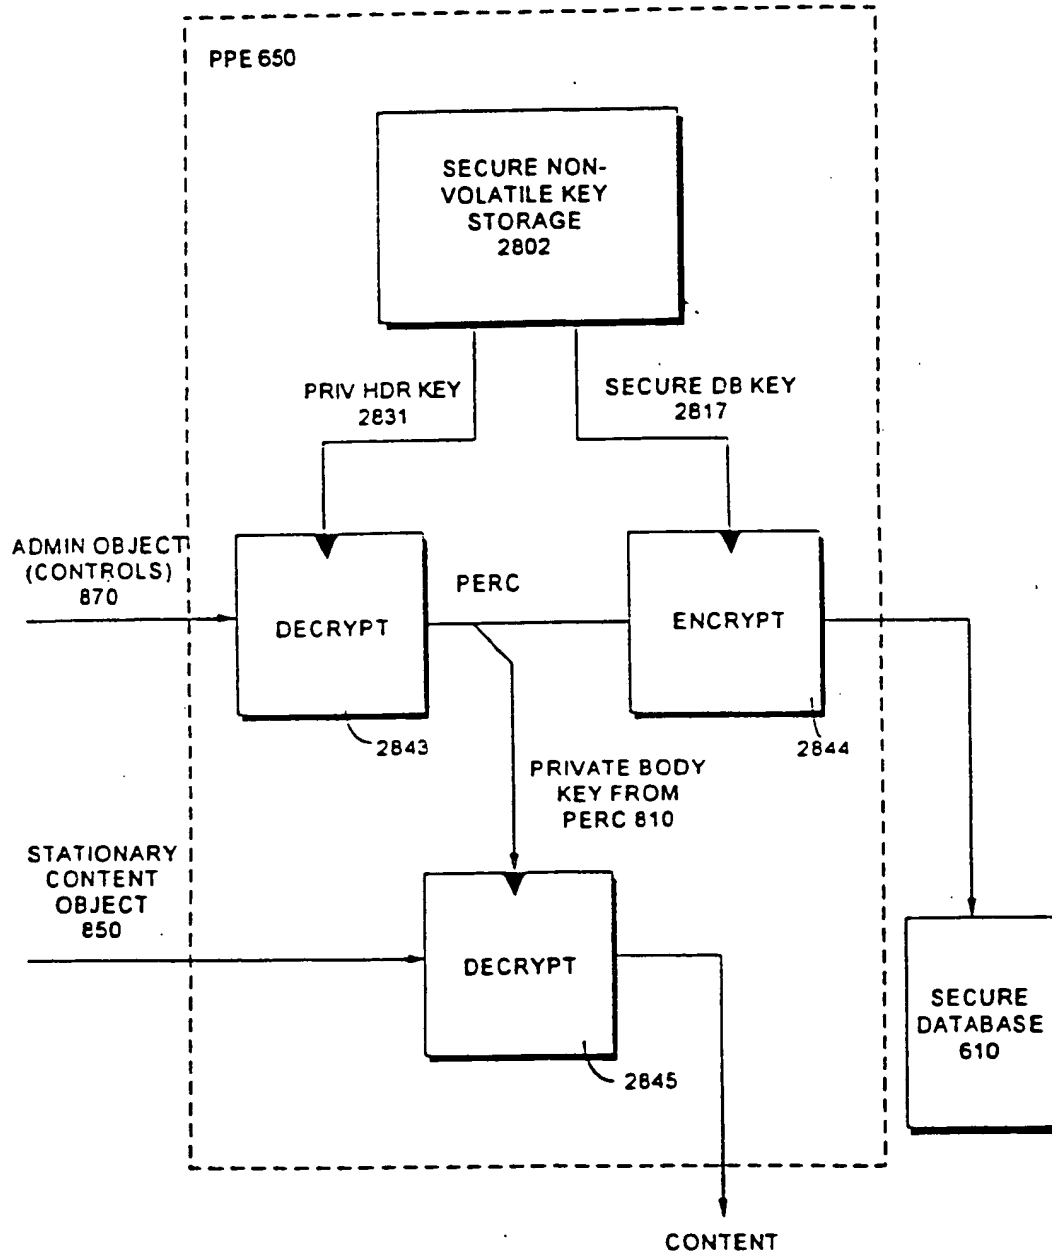 PPE 650
SECURE NON-
VOLATILE KEY
STORAGE
2802
PRIV HDR KEY
2831
SECURE DB KEY
2817
ADMIN OBJECT
(CONTROLS)
870
DECRYPT
PERC
ENCRYPT
2843
2844
PRIVATE BODY
KEY FROM
PERC 810
STATIONARY
CONTENT
OBJECT
850
DECRYPT
2845
SECURE
DATABASE
610
CONTENT